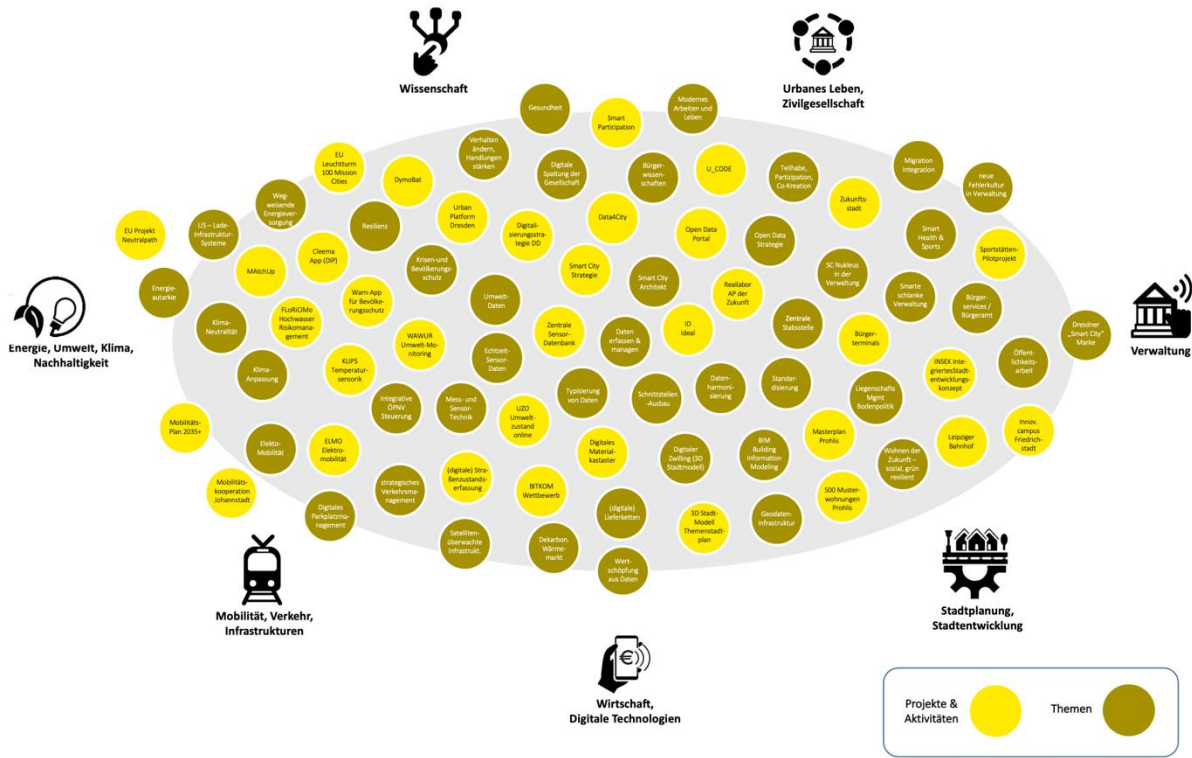 Wissenschaft
Urbanes Leben,
Zivilgesellschaft
Gesundheit
Smart
Participation
Modernes
Arbeiten und
Leben
EU
Leuchtturm
100 Mission
Cities
DymoBat
Verhalten
ändern,
Handlungen
stärken
Digitale
Spaltung der
Gesellschaft
Bürger-
wissen-
schaften
U_CODE
Teilhabe,
Partizipation,
Co-Kreation
Migration
Integration
neue
Fehlerkultur
in Verwaltung
Weg-
weisende
Energiever-
sorgung
EU Projekt
Neutralpath
LIS – Lade-
Infrastruktur-
Systeme
Resilienz
Urban
Platform
Dresden
Digitali-
sierungsstra-
tegie DD
Data4City
Open Data
Portal
Open Data
Strategie
Zukunfts-
stadt
Smart
Health &
Sports
Sportstätten-
Pilotprojekt
Energie-
autarkie
MAtchUp
Cleema
App (DIP)
Krisen-und
Bevölkerungs-
schutz
Smart City
Strategie
Smart City
Architekt
Reallabor
AP der
Zukunft
SC Nukleus
in der
Verwaltung
Smarte
schlanke
Verwaltung
Bürger-
services /
Bürgeramt
Energie, Umwelt, Klima,
Nachhaltigkeit
Klima-
Neutralität
FLoRiCiMo
Hochwasser
Risikomana-
gement
Warn-App
für Bevölke-
rungsschutz
Umwelt-
Daten
Zentrale
Sensor-
Datenbank
Daten
erfassen &
managen
ID
Ideal
Zentrale
Stabsstelle
Bürger-
terminals
Dresdner
„Smart City“
Marke
Verwaltung
Klima-
Anpasiung
KLIPS
Temperatur-
sensorik
WAWUR
Umwelt-Mo-
nitoring
Echtzeit-
Sensor-
Daten
Typisierung
von Daten
Schnittstellen
-Ausbau
Daten-
harmoni-
sierung
Standar-
disierung
Liegenschafts
Mgmt
Bodenpolitik
INSEK Inte-
griertesStadt-
entwicklungs-
konzept
Öffent-
lichkeits-
arbeit
Mobilitäts-
Plan 2035+
Elekto-
Mobilität
ELMO
Elektro-
mobilität
Integrative
ÖPNV
Steuerung
Mess- und
Sensor-
Technik
UZO
Umwelt-
zustand
online
Digitales
Material-
kastaster
Digitaler
Zwilling (3D
Stadtmodell)
BIM
Building
Information
Modeling
Masterplan
Prohlis
Wohnen der
Zukunft –
sozial, grün
resilient
Leipziger
Bahnhof
Innov.
campus
Friedrich-
stadt
Mobilitäts-
kooperation
Johannstadt
Digitales
Parkplatzma-
nagement
strategisches
Verkehrsma-
nagement
(digitale) Stra-
ßenzustands-
erfassung
BITKOM
Wettbewerb
(digitale)
Lieferketten
3D Stadt-
Modell
Themenstadt-
plan
Geodaten-
infrastruktur
500 Muster-
wohnungen
Prohlis
Satelliten-
überwachte
Infrastrukt.
Dekarbon.
Wärme-
markt
Wert-
schöpfung
aus Daten
Mobilität, Verkehr,
Infrastrukturen
Stadtplanung,
Stadtentwicklung
€
Wirtschaft,
Digitale Technologien
Projekte &
Aktivitäten
Themen